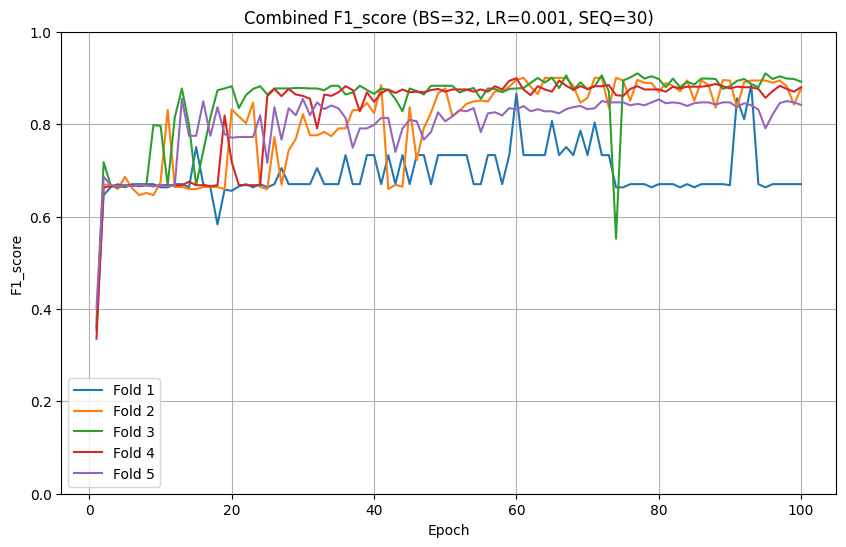 Combined F1_score (BS=32, LR=0.001, SEQ=30)
1.0
0.8
0.6
0.4
0.2
0.0
F1_score
Fold 1
Fold 2
Fold 3
Fold 4
Fold 5
0 20 40 60 80 100
Epoch